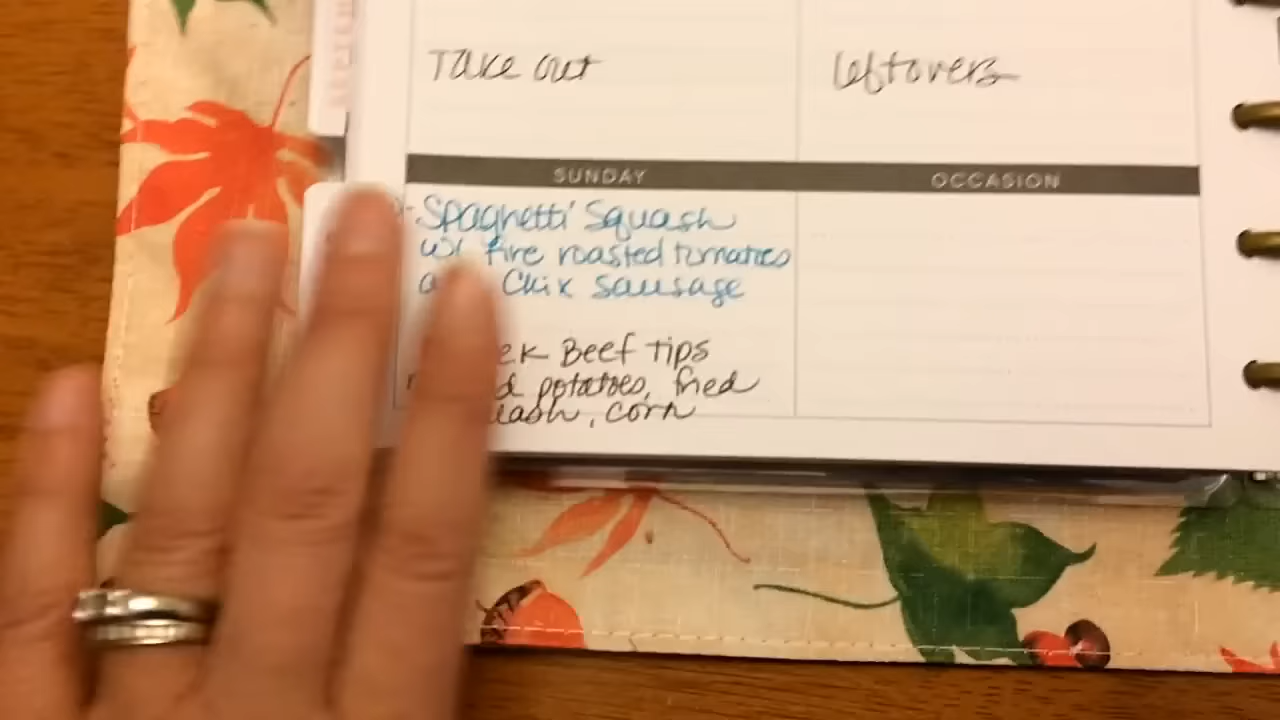 Take out
leftovers
SUNDAY
OCCASION
Spaghetti Squash
w/ fire roasted tomatoes
Chix Sausage
Beef Tips
potatoes, fried
, corn